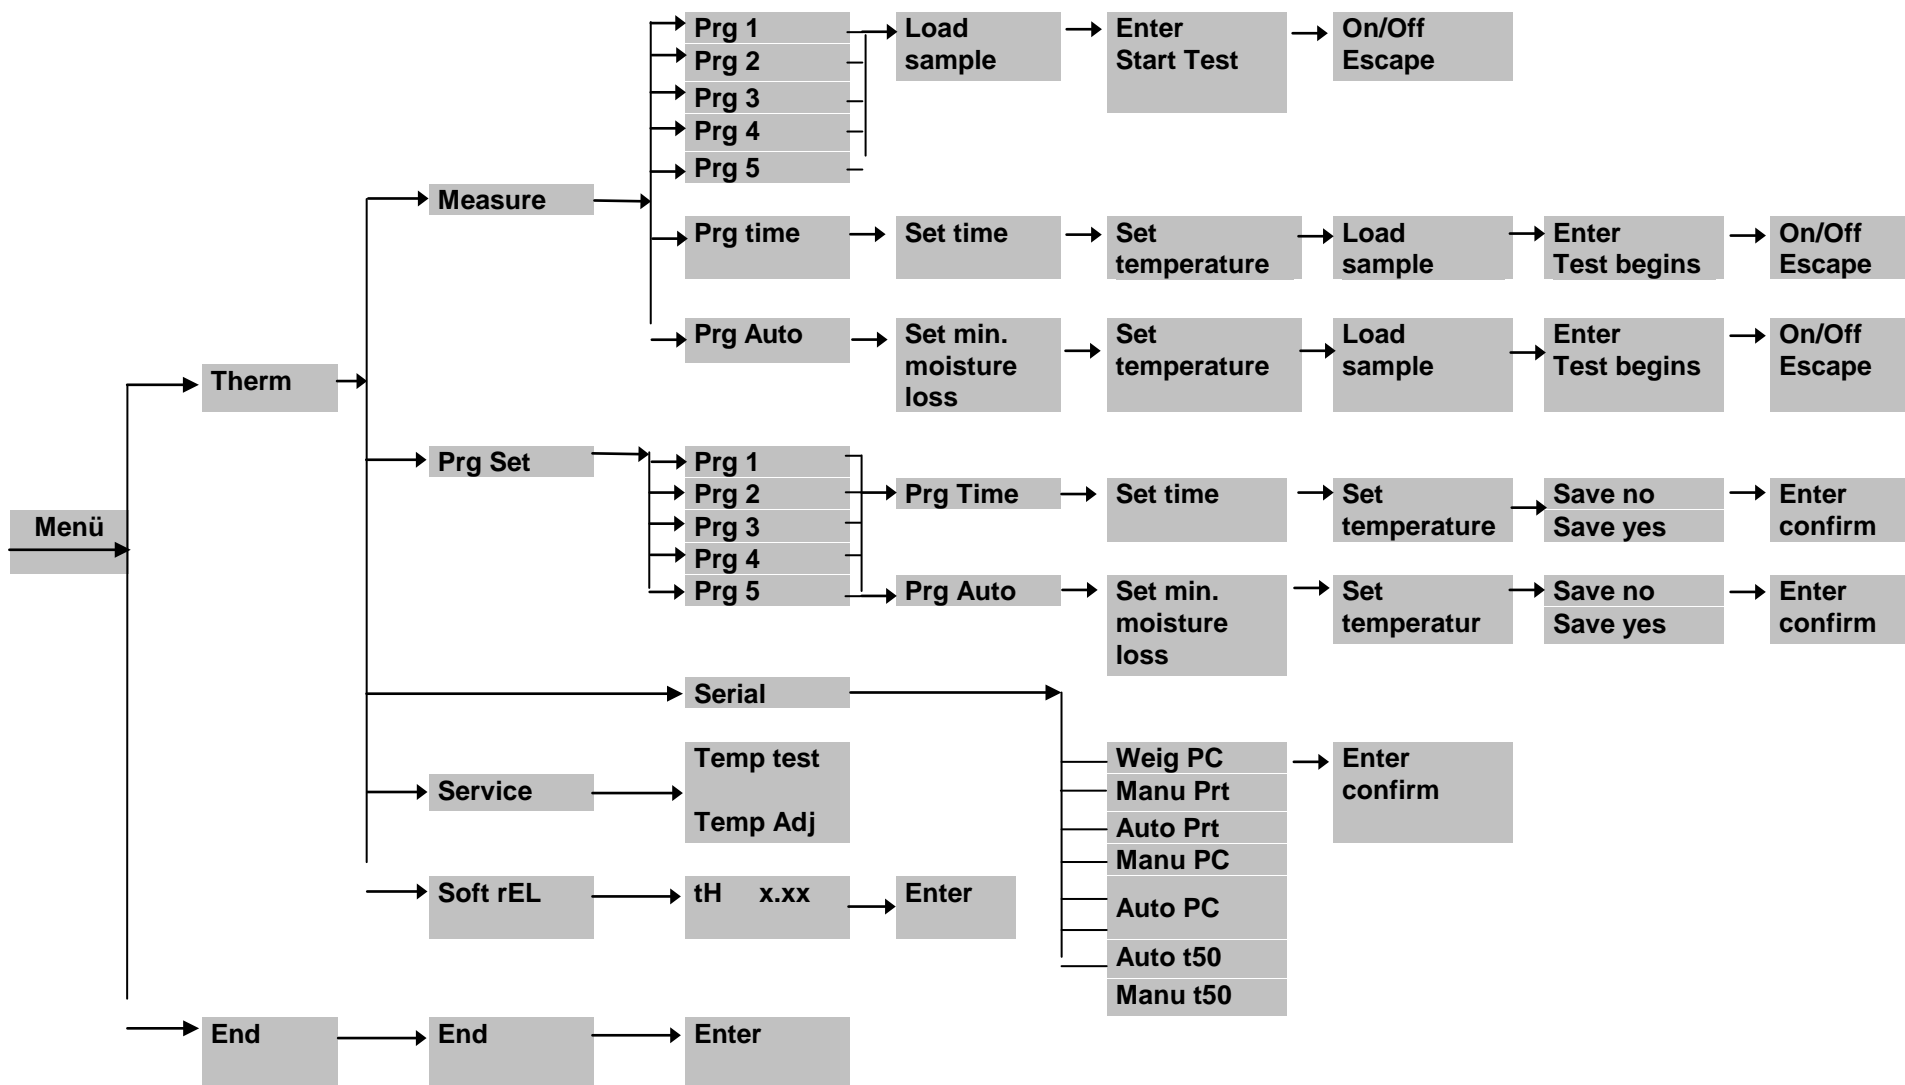 Prg 1
Load
sample
Enter
Start Test
On/Off
Escape
Prg 2
Prg 3
Prg 4
Prg 5
Measure
Prg time
Set time
Set
temperature
Load
sample
Enter
Test begins
On/Off
Escape
Prg Auto
Set min.
moisture
loss
Set
temperature
Load
sample
Enter
Test begins
On/Off
Escape
Therm
Prg Set
Prg 1
Prg 2
Prg 3
Prg 4
Prg 5
Prg Time
Set time
Set
temperature
Save no
Save yes
Enter
confirm
Menü
Prg Auto
Set min.
moisture
loss
Set
temperatur
Save no
Save yes
Enter
confirm
Serial
Weig PC
Manu Prt
Auto Prt
Manu PC
Auto PC
Auto t50
Manu t50
Enter
confirm
Service
Temp test
Temp Adj
Soft rEL
tH x.xx
Enter
End
End
Enter